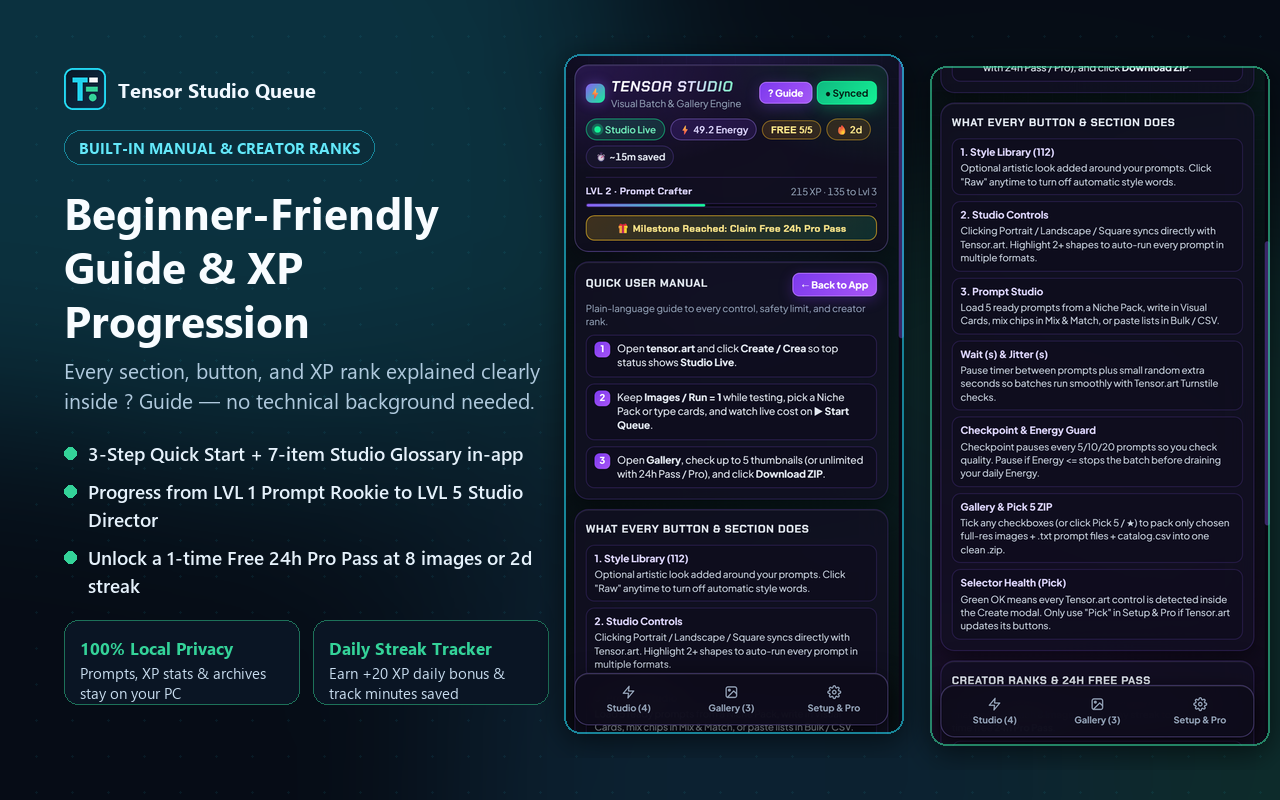 Tensor Studio Queue
BUILT-IN MANUAL & CREATOR RANKS
Beginner-Friendly
Guide & XP
Progression
Every section, button, and XP rank explained clearly
inside ? Guide — no technical background needed.
3-Step Quick Start + 7-item Studio Glossary in-app
Progress from LVL 1 Prompt Rookie to LVL 5 Studio
Director
Unlock a 1-time Free 24h Pro Pass at 8 images or 2d
streak
100% Local Privacy
Prompts, XP stats & archives
stay on your PC
Daily Streak Tracker
Earn +20 XP daily bonus &
track minutes saved
TENSOR STUDIO
Visual Batch & Gallery Engine
? Guide
● Synced
Studio Live
49.2 Energy
FREE 5/5
2d
~15m saved
LVL 2 · Prompt Crafter
215 XP · 135 to Lvl 3
Milestone Reached: Claim Free 24h Pro Pass
QUICK USER MANUAL
← Back to App
Plain-language guide to every control, safety limit, and creator
rank.
1
Open tensor.art and click Create / Crea so top
status shows Studio Live.
2
Keep Images / Run = 1 while testing, pick a Niche
Pack or type cards, and watch live cost on ▶ Start
Queue.
3
Open Gallery, check up to 5 thumbnails (or unlimited
with 24h Pass / Pro), and click Download ZIP.
WHAT EVERY BUTTON & SECTION DOES
1. Style Library (112)
Optional artistic look added around your prompts. Click
"Raw" anytime to turn off automatic style words.
2. Studio Controls
Clicking Portrait / Landscape / Square syncs directly with
Tensor.art. Highlight 2+ shapes to auto-run every prompt in
multiple formats.
Studio (4)
Gallery (3)
Setup & Pro
Cards, mix chips in Mix & Match, or paste lists in Bulk / CSV.
with 24h Pass / Pro), and click Download ZIP.
WHAT EVERY BUTTON & SECTION DOES
1. Style Library (112)
Optional artistic look added around your prompts. Click
"Raw" anytime to turn off automatic style words.
2. Studio Controls
Clicking Portrait / Landscape / Square syncs directly with
Tensor.art. Highlight 2+ shapes to auto-run every prompt in
multiple formats.
3. Prompt Studio
Load 5 ready prompts from a Niche Pack, write in Visual
Cards, mix chips in Mix & Match, or paste lists in Bulk / CSV.
Wait (s) & Jitter (s)
Pause timer between prompts plus small random extra
seconds so batches run smoothly with Tensor.art Turnstile
checks.
Checkpoint & Energy Guard
Checkpoint pauses every 5/10/20 prompts so you check
quality. Pause if Energy <= stops the batch before draining
your daily Energy.
Gallery & Pick 5 ZIP
Tick any checkboxes (or click Pick 5 / ★) to pack only chosen
full-res images + .txt prompt files + catalog.csv into one
clean .zip.
Selector Health (Pick)
Green OK means every Tensor.art control is detected inside
the Create modal. Only use "Pick" in Setup & Pro if Tensor.art
updates its buttons.
CREATOR RANKS & 24H FREE PASS
Studio (4)
Gallery (3)
Setup & Pro